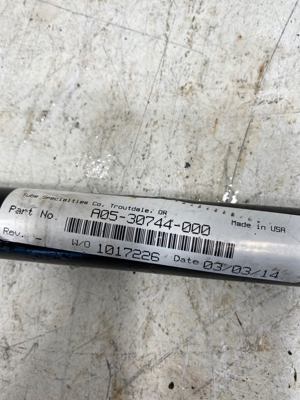 Tube Specialties Co. Troutdale, OR
Part No. A05-30744-000 Made in USA
Rev. - W/O 1017226 Date 03/03/14